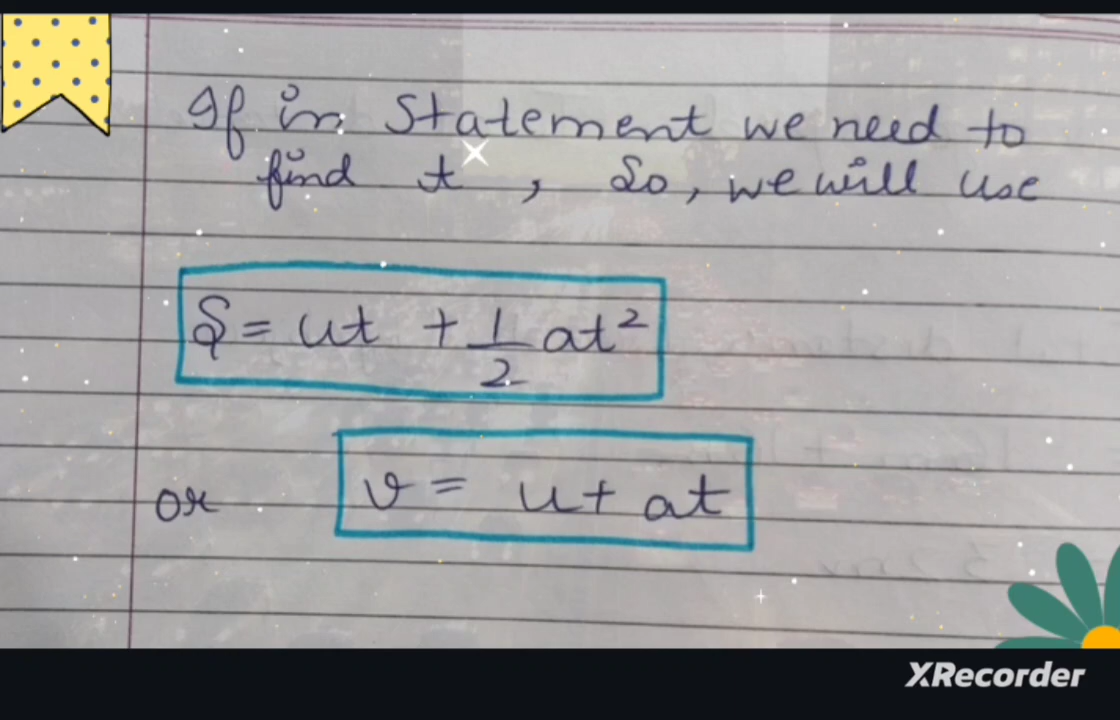 If in Statement we need to
find t , So, we will use
S = ut + 1/2 at²
or v = u + at
XRecorder